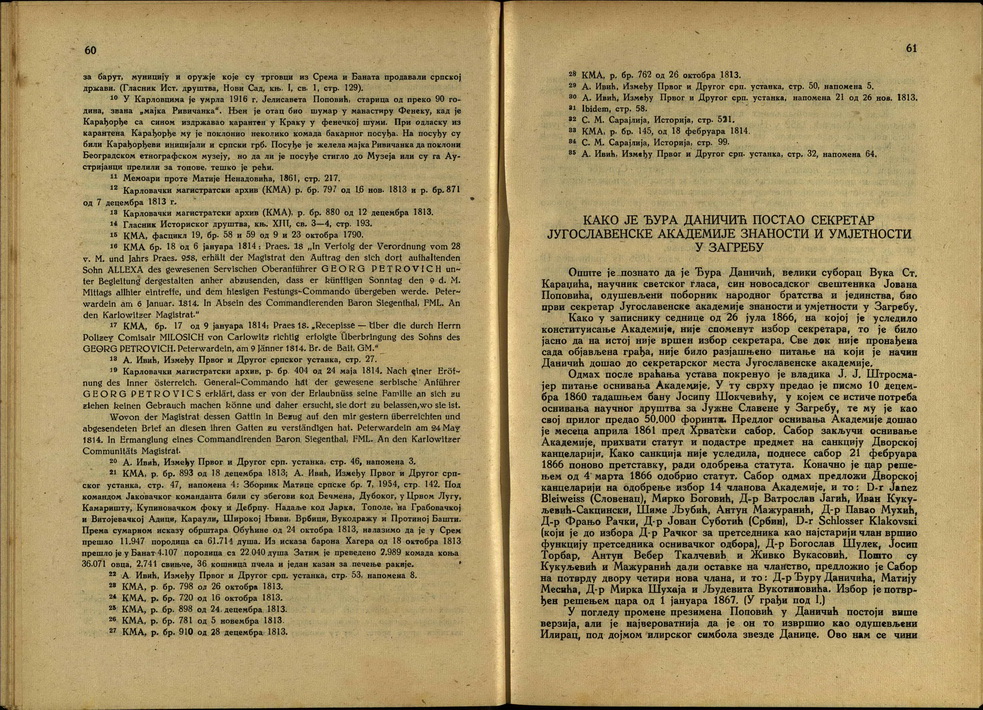 60
за барут, муницију и оружје које су трговци из Срема и Баната продавали српској
држави. (Гласник Ист. друштва, Нови Сад, књ. I, св. 1, стр. 129).
10 У Карловцима је умрла 1916 г. Јелисавета Поповић, старица од преко 90 го-
дина, звана „мајка Ривичанка“. Њен је отац био шумар у манастиру Фенеку, кад је
Карађорђе са сином издржавао карантен у Краку у фенечкој шуми. При одласку из
карантена Карађорђе му је поклонио неколико комада бакарног посуђа. На посуђу су
били Карађорђеви иницијали и српски грб. Посуђе је желела мајка Ривичанка да поклони
Београдском етнографском музеју, но да ли је посуђе стигло до Музеја или су га Ау-
стријанци прелили за топове, тешко је рећи.
11 Мемоари проте Матије Ненадовића, 1861, стр. 217.
12 Карловачки магистратски архив (КМА) р. бр. 797 од 16 нов. 1813 и р. бр. 871
од 7 децембра 1813 г.
13 Карловачки магистратски архив (КМА). р. бр. 880 од 12 децембра 1813.
14 Гласник Историског друштва, књ. XIII, св. 3—4, стр. 193.
15 КМА, фасцикл 19, бр. 58 и 59 од 9 и 23 октобра 1790.
16 КМА бр. 18 од 6 јануара 1814: Praes. 18 „In Verfolg der Verordnung vom 28
v. M. und Jahrs Praes. 958, erhält der Magistrat den Auftrag den sich dort aufhaltenden
Sohn ALLEXA des gewesenen Servischer Oberanführer GEORG PETROVICH un-
ter Begleitung dergestalten anher abzusenden, dass er künftigen Sonntag den 9 d. M.
Mittags allhier eintreffe, und dem hiesigen Festungs-Commando übergeben werde. Peter-
wardein am 6 Januar. 1814. In Absein des Commandierenden Baron Siegenthal, FML. An
den Karlowitzer Magistrat.“
17 КМА, бр. 17 од 9 јануара 1814: Praes 18. „Recepisse — über die durch Herrn
Polizey Comisair MILOSICH von Carlowitz richtig erfolgte Überbringung des Sohns des
GEORG PETROVICH. Peterwardein, am 9 Jänner 1814. Br. de Ball. GM.“
18 А. Ивић, Између Првог и Другог српског устанка, стр. 27.
19 Карловачки магистратски архив, р. бр. 404 од 24 маја 1814. Nach einer Eröf-
nung des Inner österreich. General-Commando hat der gewesene serbische Anführer
GEORG PETROVICS erklärt, dass er von der Erlaubnüss seine Familie an sich zu
ziehen keinen Gebrauch machen könne und daher ersucht, sie dort zu belassen, wo sie ist.
Wovon der Magistrat dessen Gattin in Bezug auf den mir gestern überreichten und
abgesendeten Brief an diesen ihren Gatten zu verständigen hat. Peterwardein am 24 May
1814. In Ermanglung eines Commandirenden Baron Siegenthal, FML. An den Karlowitzer
Communitäts Magistrat.
20 А. Ивић, Између Првог и Другог срп. устанка, стр. 46, напомена 3.
21 КМА, р. бр. 893 од 18 децембра 1813; А. Ивић, Између Првог и Другог срп-
ског устанка, стр. 47, напомена 4: Зборник Матице српске бр. 7, 1954, стр. 142. Под
командом Јаковачког команданта били су збегови код Бечмена, Дубоког, у Црвом Лугу,
Камаришту, Купиновачком фоку и Дебрцу. Надаље код Јарка, Тополе, на Грабовачкој
и Витојевачкој Адици, Караули, Широкој Њиви. Врбици, Вукодражу и Противој Башти.
Према сумарном исказу обрштара Обућине од 24 октобра 1813, налазимо да је у Срем
прешло 11.947 породица са 61.714 душа. Из исказа барона Хагера од 18 октобра 1813
прешло је у Банат 4.107 породица са 22.040 душа Затим је преведено 2.989 комада коња
36.071 овца, 2.741 свињче, 36 кошница пчела и један казан за печење ракије.
22 А. Ивић, Између Првог и Другог срп. устанка, стр. 53, напомена 8.
23 КМА, р. бр. 798 од 26 октобра 1813.
24 КМА, р. бр. 720 од 16 октобра 1813.
25 КМА, р. бр. 898 од 24. децембра 1813.
26 КМА, р. бр. 781 од 5 новембра 1813.
27 КМА, р. бр. 910 од 28 децембра 1813.
61
28 КМА, р. бр. 762 од 26 октобра 1813.
29 А. Ивић, Између Првог и Другог срп. устанка, стр. 50, напомена 5.
30 А. Ивић, Између Првог и Другог срп. устанка, напомена 21 од 26 нов. 1813.
31 Ibidem, стр. 58.
32 С. М. Сарајлија, Историја, стр. 521.
33 КМА. р. бр. 145, од 18 фебруара 1814.
34 С. М. Сарајлија, Историја, стр. 99.
35 А. Ивић, Између Првог и Другог срп. устанка, стр. 32, напомена 64.
КАКО ЈЕ ЂУРА ДАНИЧИЋ ПОСТАО СЕКРЕТАР
ЈУГОСЛАВЕНСКЕ АКАДЕМИЈЕ ЗНАНОСТИ И УМЈЕТНОСТИ
У ЗАГРЕБУ
Опште је познато да је Ђура Даничић, велики суборац Вука Ст.
Караџића, научник светског гласа, син новосадског свештеника Јована
Поповића, одушевљени поборник народног братства и јединства, био
први секретар Југославенске академије знаности и умјетности у Загребу.
Како у записнику седнице од 26 јула 1866, на којој је уследило
конституисање Академије, није споменут избор секретара, то је било
јасно да на истој није вршен избор секретара. Све док није пронађена
сада објављена грађа, није било разјашњено питање на који је начин
Даничић дошао до секретарског места Југославенске академије.
Одмах после враћања устава покренуо је владика Ј. Ј. Штросма-
јер питање оснивања Академије. У ту сврху предао је писмо 10 децем-
бра 1860 тадашњем бану Јосипу Шокчевићу, у којем се истиче потреба
оснивања научног друштва за Јужне Славене у Загребу, те му је као
свој прилог предао 50,000 форинти. Предлог оснивања Академије дошао
је месеца априла 1861 пред Хрватски сабор. Сабор закључи оснивање
Академије, прихвати статут и подастре предмет на санкцију Дворској
канцеларији. Како санкција није уследила, поднесе сабор 21 фебруара
1866 поново претставку, ради одобрења статута. Коначно је цар реше-
њем од 4 марта 1866 одобрио статут. Сабор одмах предложи Дворској
канцеларији на одобрење избор 14 чланова Академије, и то: D-r Janez
Bleiweiss (Словенац), Мирко Боговић, Д-р Ватрослав Јагић, Иван Куку-
љевић-Сакцински, Шиме Љубић, Антун Мажуранић, Д-р Павао Мухић,
Д-р Фрањо Рачки, Д-р Јован Суботић (Србин), D-r Schlosser Klakovski
(који је до избора Д-р Рачког за претседника као најстарији члан вршио
функцију претседника оснивачког одбора), Д-р Богослав Шулек, Јосип
Торбар, Антун Вебер Ткалчевић и Живко Вукасовић. Пошто су
Кукуљевић и Мажуранић дали оставке на чланство, предложио је Сабор
на потврду двору четири нова члана, и то: Д-р Ђуру Даничића, Матију
Месића, Д-р Мирка Шухаја и Људевита Вукотиновића. Избор је потвр-
ђен решењем цара од 1 јануара 1867. (У грађи под I.)
У погледу промене презимена Поповић у Даничић постоји више
верзија, али је највероватнија да је он то извршио као одушевљени
Илирац, под дојмом илирског симбола звезде Данице. Ово нам се чини